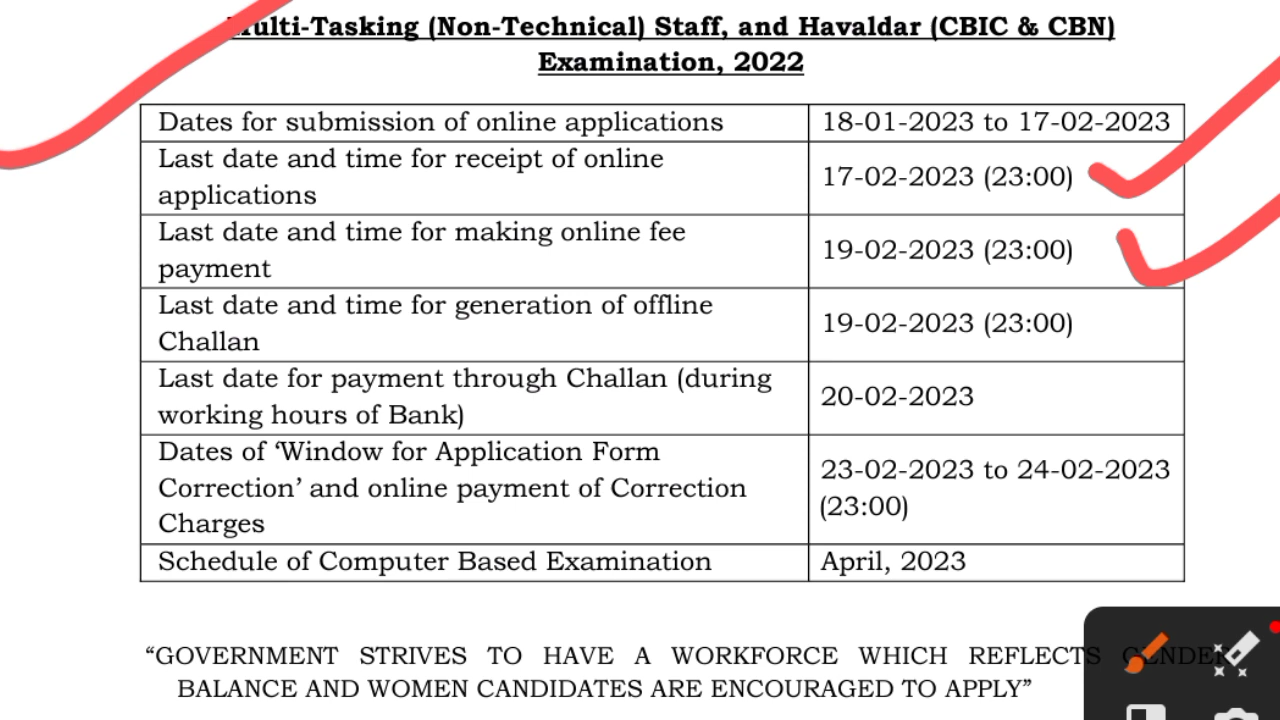 Multi-Tasking (Non-Technical) Staff, and Havaldar (CBIC & CBN)
Examination, 2022
Dates for submission of online applications 18-01-2023 to 17-02-2023
Last date and time for receipt of online
applications
17-02-2023 (23:00)
Last date and time for making online fee
payment
19-02-2023 (23:00)
Last date and time for generation of offline
Challan
19-02-2023 (23:00)
Last date for payment through Challan (during
working hours of Bank)
20-02-2023
Dates of ‘Window for Application Form
Correction’ and online payment of Correction
Charges
23-02-2023 to 24-02-2023
(23:00)
Schedule of Computer Based Examination April, 2023
“GOVERNMENT STRIVES TO HAVE A WORKFORCE WHICH REFLECTS GENDER
BALANCE AND WOMEN CANDIDATES ARE ENCOURAGED TO APPLY”